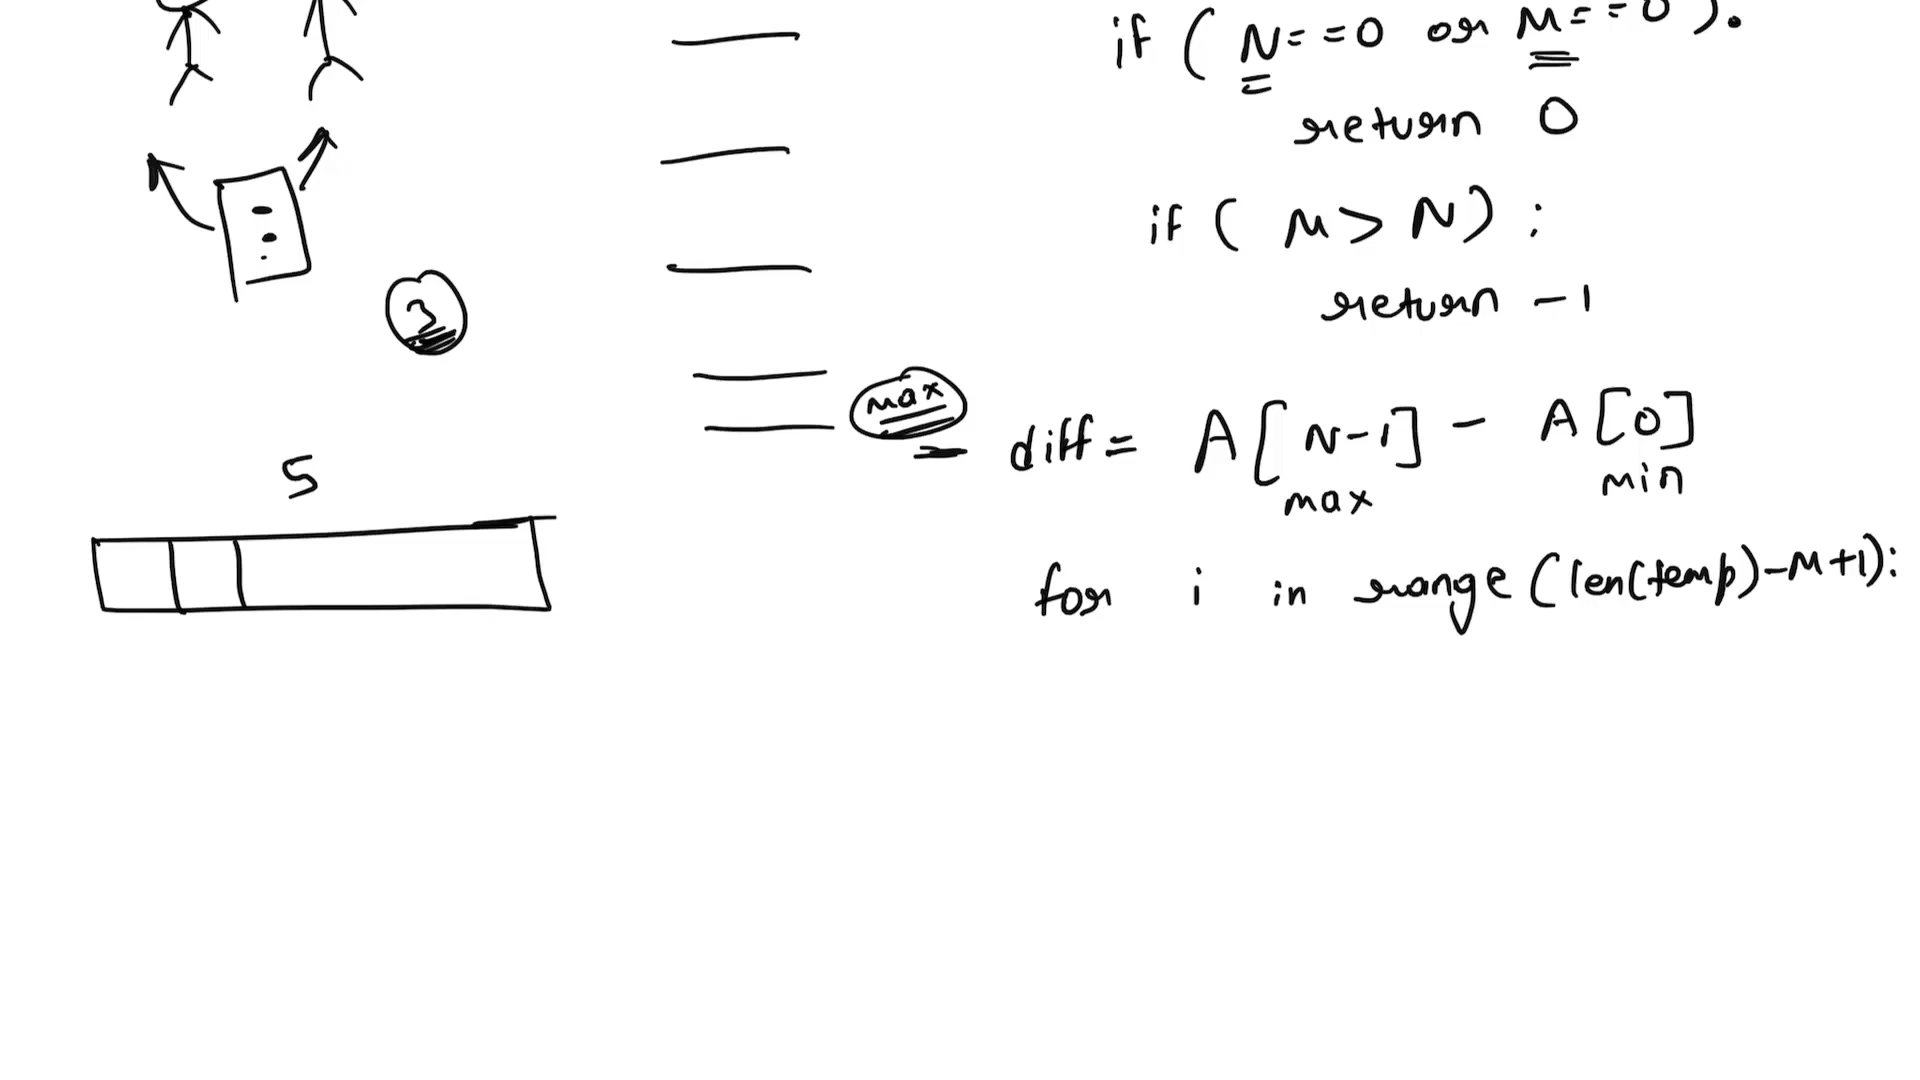 if ( N==0 or M==0 ).
return 0
if ( M > N ) :
return -1
3
max
diff = A[ N-1 ] - A[0]
max min
5
for i in range (len(temp)-M+1):